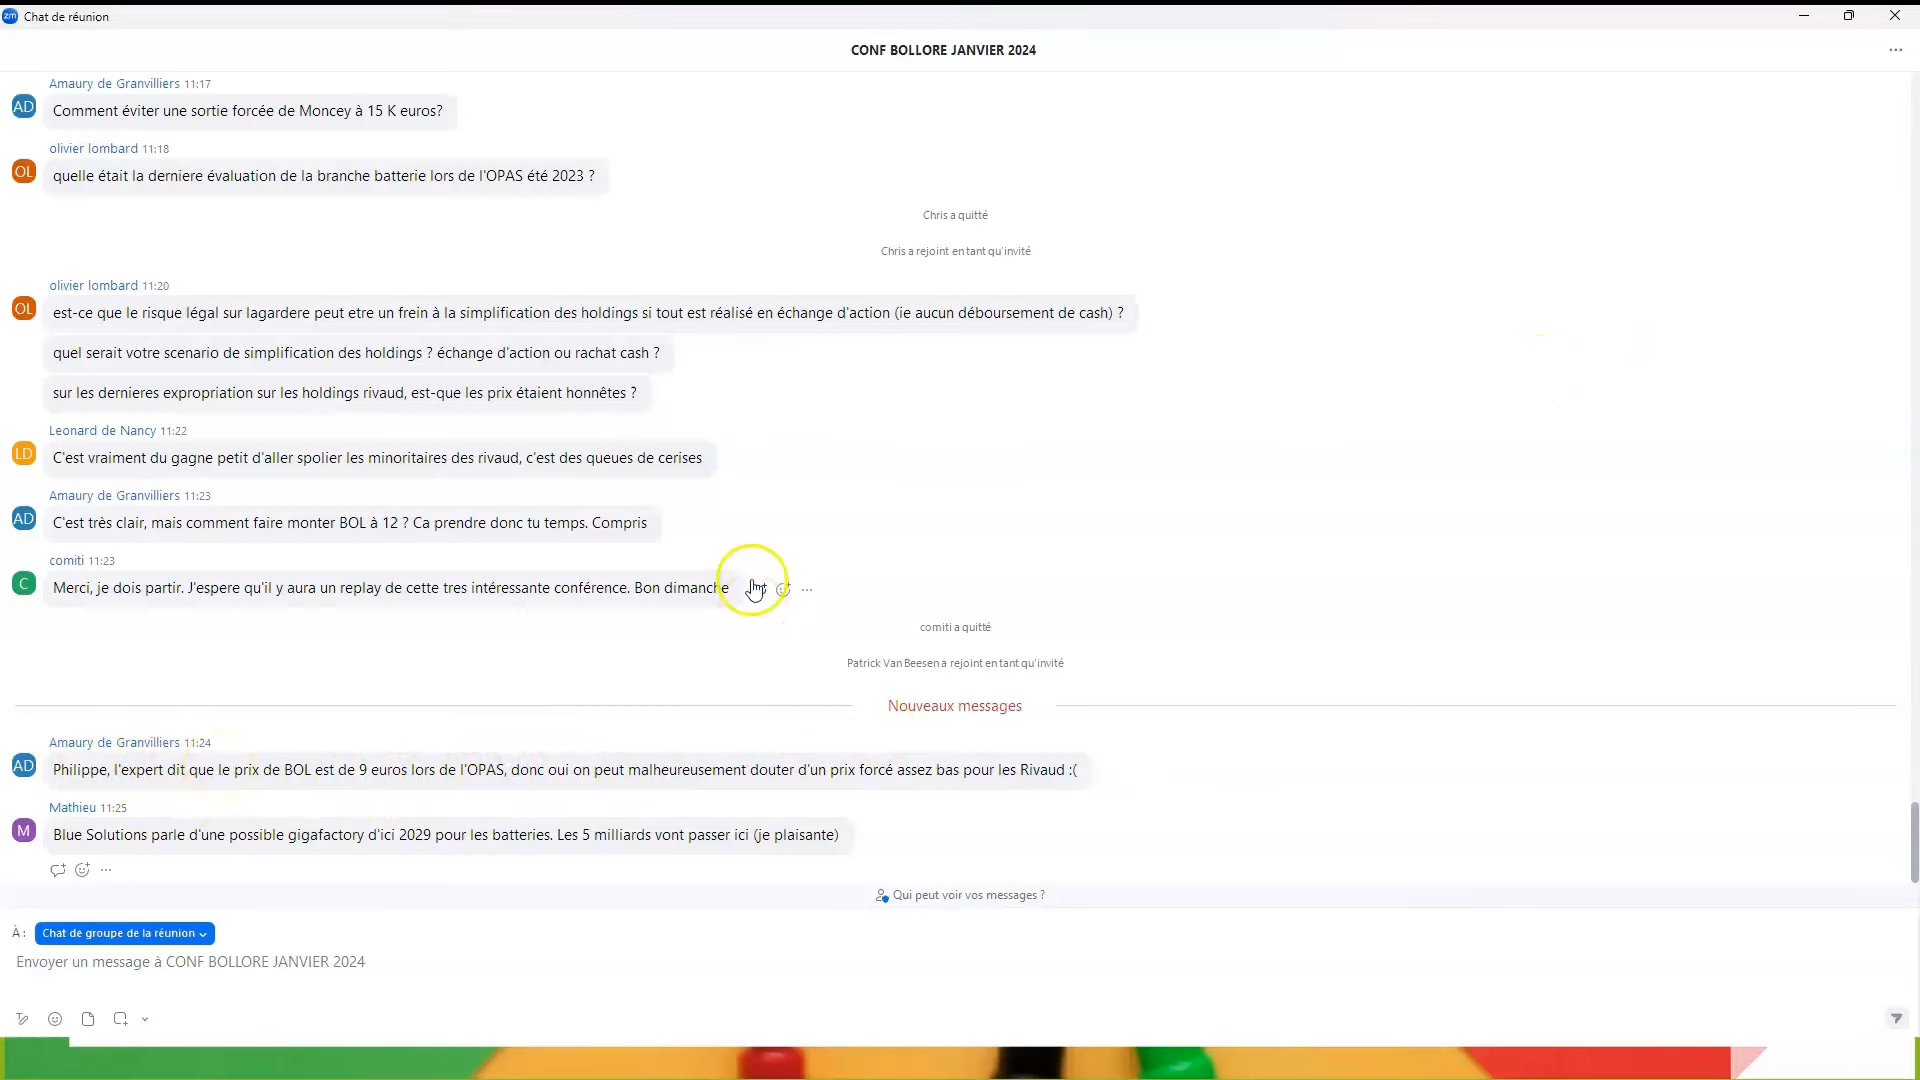 zm Chat de réunion
CONF BOLLORE JANVIER 2024
Amaury de Granvilliers 11:17
AD Comment éviter une sortie forcée de Moncey à 15 K euros?
olivier lombard 11:18
OL quelle était la derniere évaluation de la branche batterie lors de l'OPAS été 2023 ?
Chris a quitté
Chris a rejoint en tant qu'invité
olivier lombard 11:20
OL est-ce que le risque légal sur lagardere peut etre un frein à la simplification des holdings si tout est réalisé en échange d'action (ie aucun déboursement de cash) ?
quel serait votre scenario de simplification des holdings ? échange d'action ou rachat cash ?
sur les dernieres expropriation sur les holdings rivaud, est-que les prix étaient honnêtes ?
Leonard de Nancy 11:22
LD C'est vraiment du gagne petit d'aller spolier les minoritaires des rivaud, c'est des queues de cerises
Amaury de Granvilliers 11:23
AD C'est très clair, mais comment faire monter BOL à 12 ? Ca prendre donc tu temps. Compris
comiti 11:23
C Merci, je dois partir. J'espere qu'il y aura un replay de cette tres intéressante conférence. Bon dimanche
comiti a quitté
Patrick Van Beesen a rejoint en tant qu'invité
Nouveaux messages
Amaury de Granvilliers 11:24
AD Philippe, l'expert dit que le prix de BOL est de 9 euros lors de l'OPAS, donc oui on peut malheureusement douter d'un prix forcé assez bas pour les Rivaud :(
Mathieu 11:25
M Blue Solutions parle d'une possible gigafactory d'ici 2029 pour les batteries. Les 5 milliards vont passer ici (je plaisante)
Qui peut voir vos messages ?
À : Chat de groupe de la réunion
Envoyer un message à CONF BOLLORE JANVIER 2024